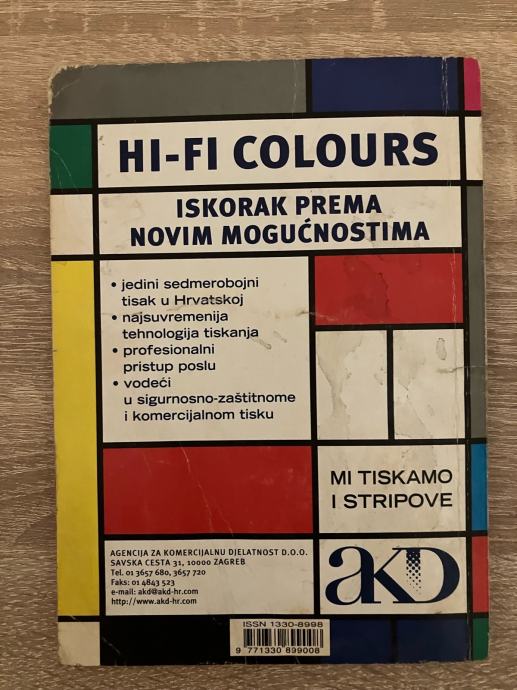 HI-FI COLOURS
ISKORAK PREMA
NOVIM MOGUĆNOSTIMA
• jedini sedmerobojni
tisak u Hrvatskoj
• najsuvremenija
tehnologija tiskanja
• profesionalni
pristup poslu
• vodeći
u sigurnosno-zaštitnome
i komercijalnom tisku
MI TISKAMO
I STRIPOVE
AGENCIJA ZA KOMERCIJALNU DJELATNOST D.O.O.
SAVSKA CESTA 31, 10000 ZAGREB
Tel. 01 3657 680, 3657 720
Faks: 01 4843 523
e-mail: akd@akd-hr.com
http://www.akd-hr.com
AKD
ISSN 1330-8998
9 771330 899008